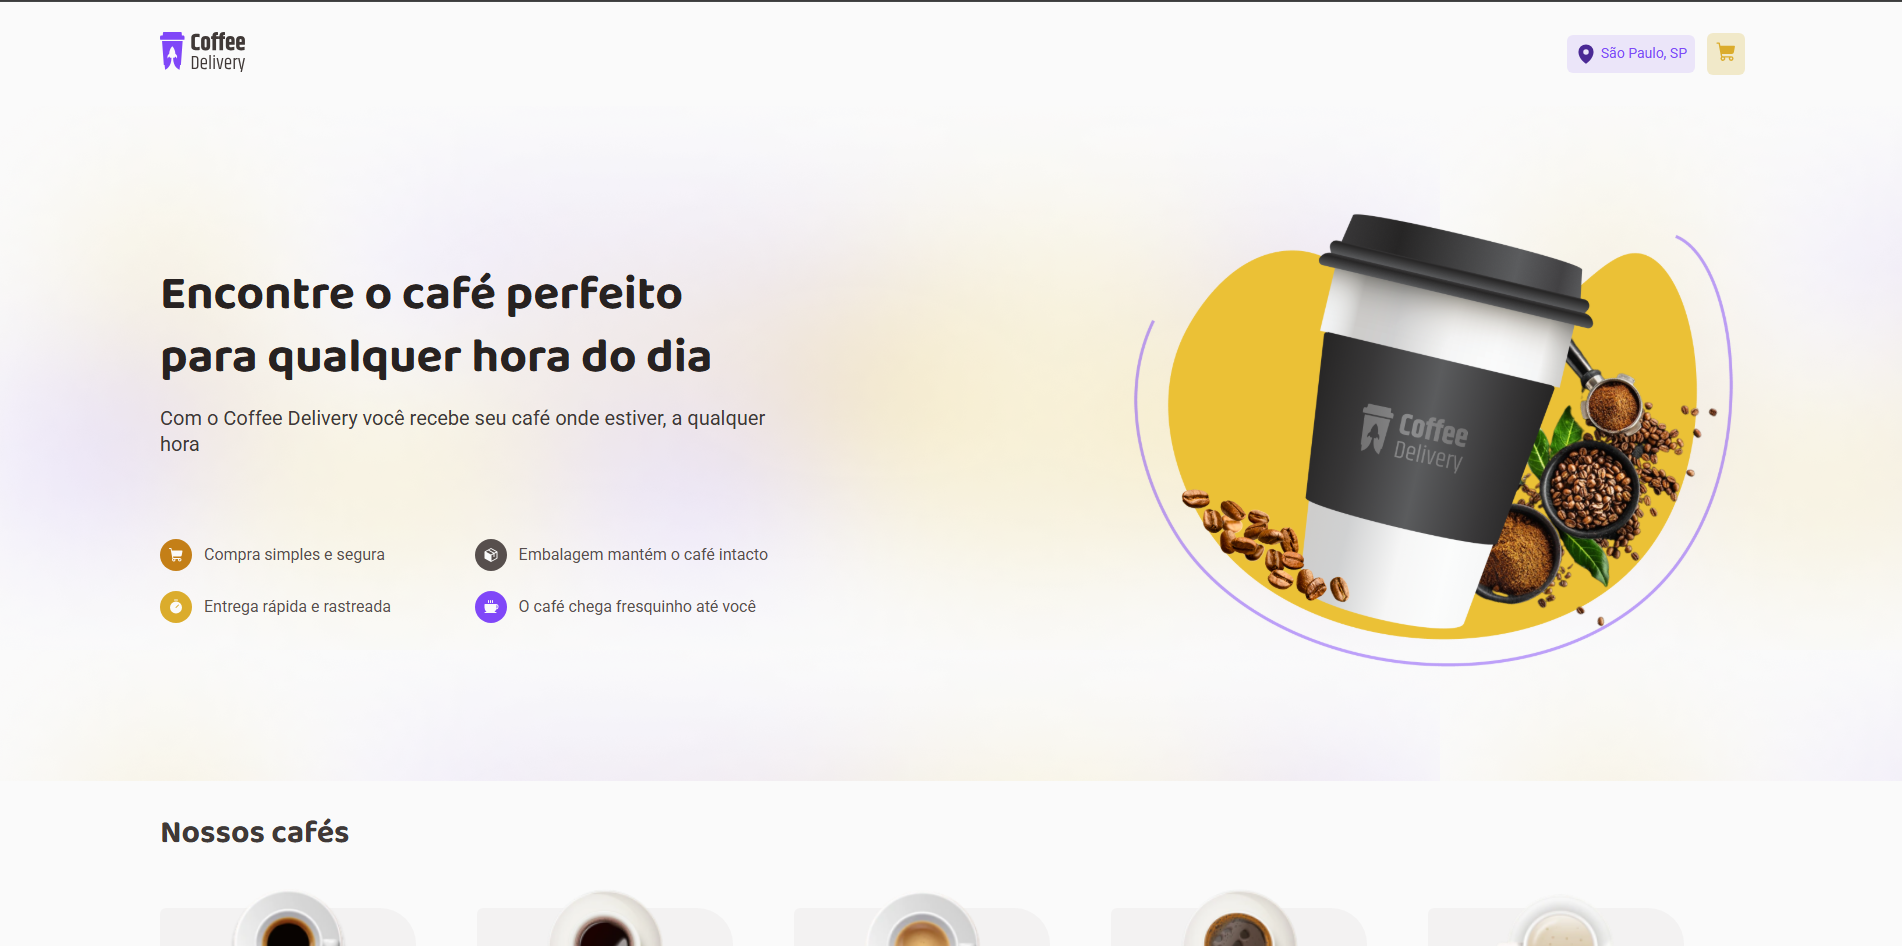 Coffee
Delivery
São Paulo, SP
Encontre o café perfeito
para qualquer hora do dia
Com o Coffee Delivery você recebe seu café onde estiver, a qualquer
hora
Compra simples e segura
Embalagem mantém o café intacto
Entrega rápida e rastreada
O café chega fresquinho até você
Coffee
Delivery
Nossos cafés